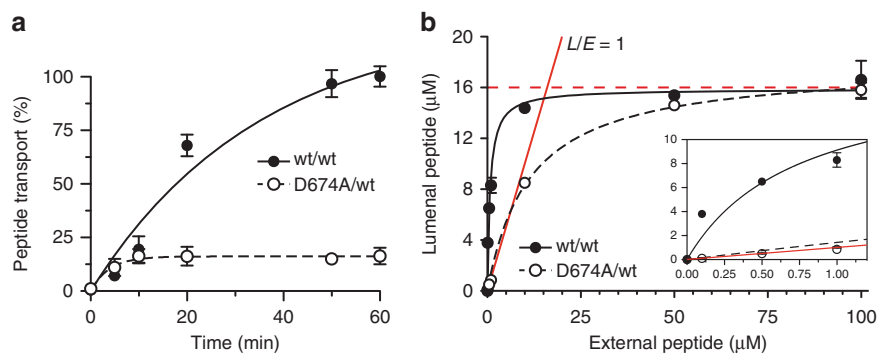 a
Peptide transport (%)
100
75
50
25
0
wt/wt
D674A/wt
0 20 40 60
Time (min)
b
Lumenal peptide (μM)
20
16
12
8
4
0
L/E = 1
wt/wt
D674A/wt
10
8
6
4
2
0
0.00 0.25 0.50 0.75 1.00
0 25 50 75 100
External peptide (μM)